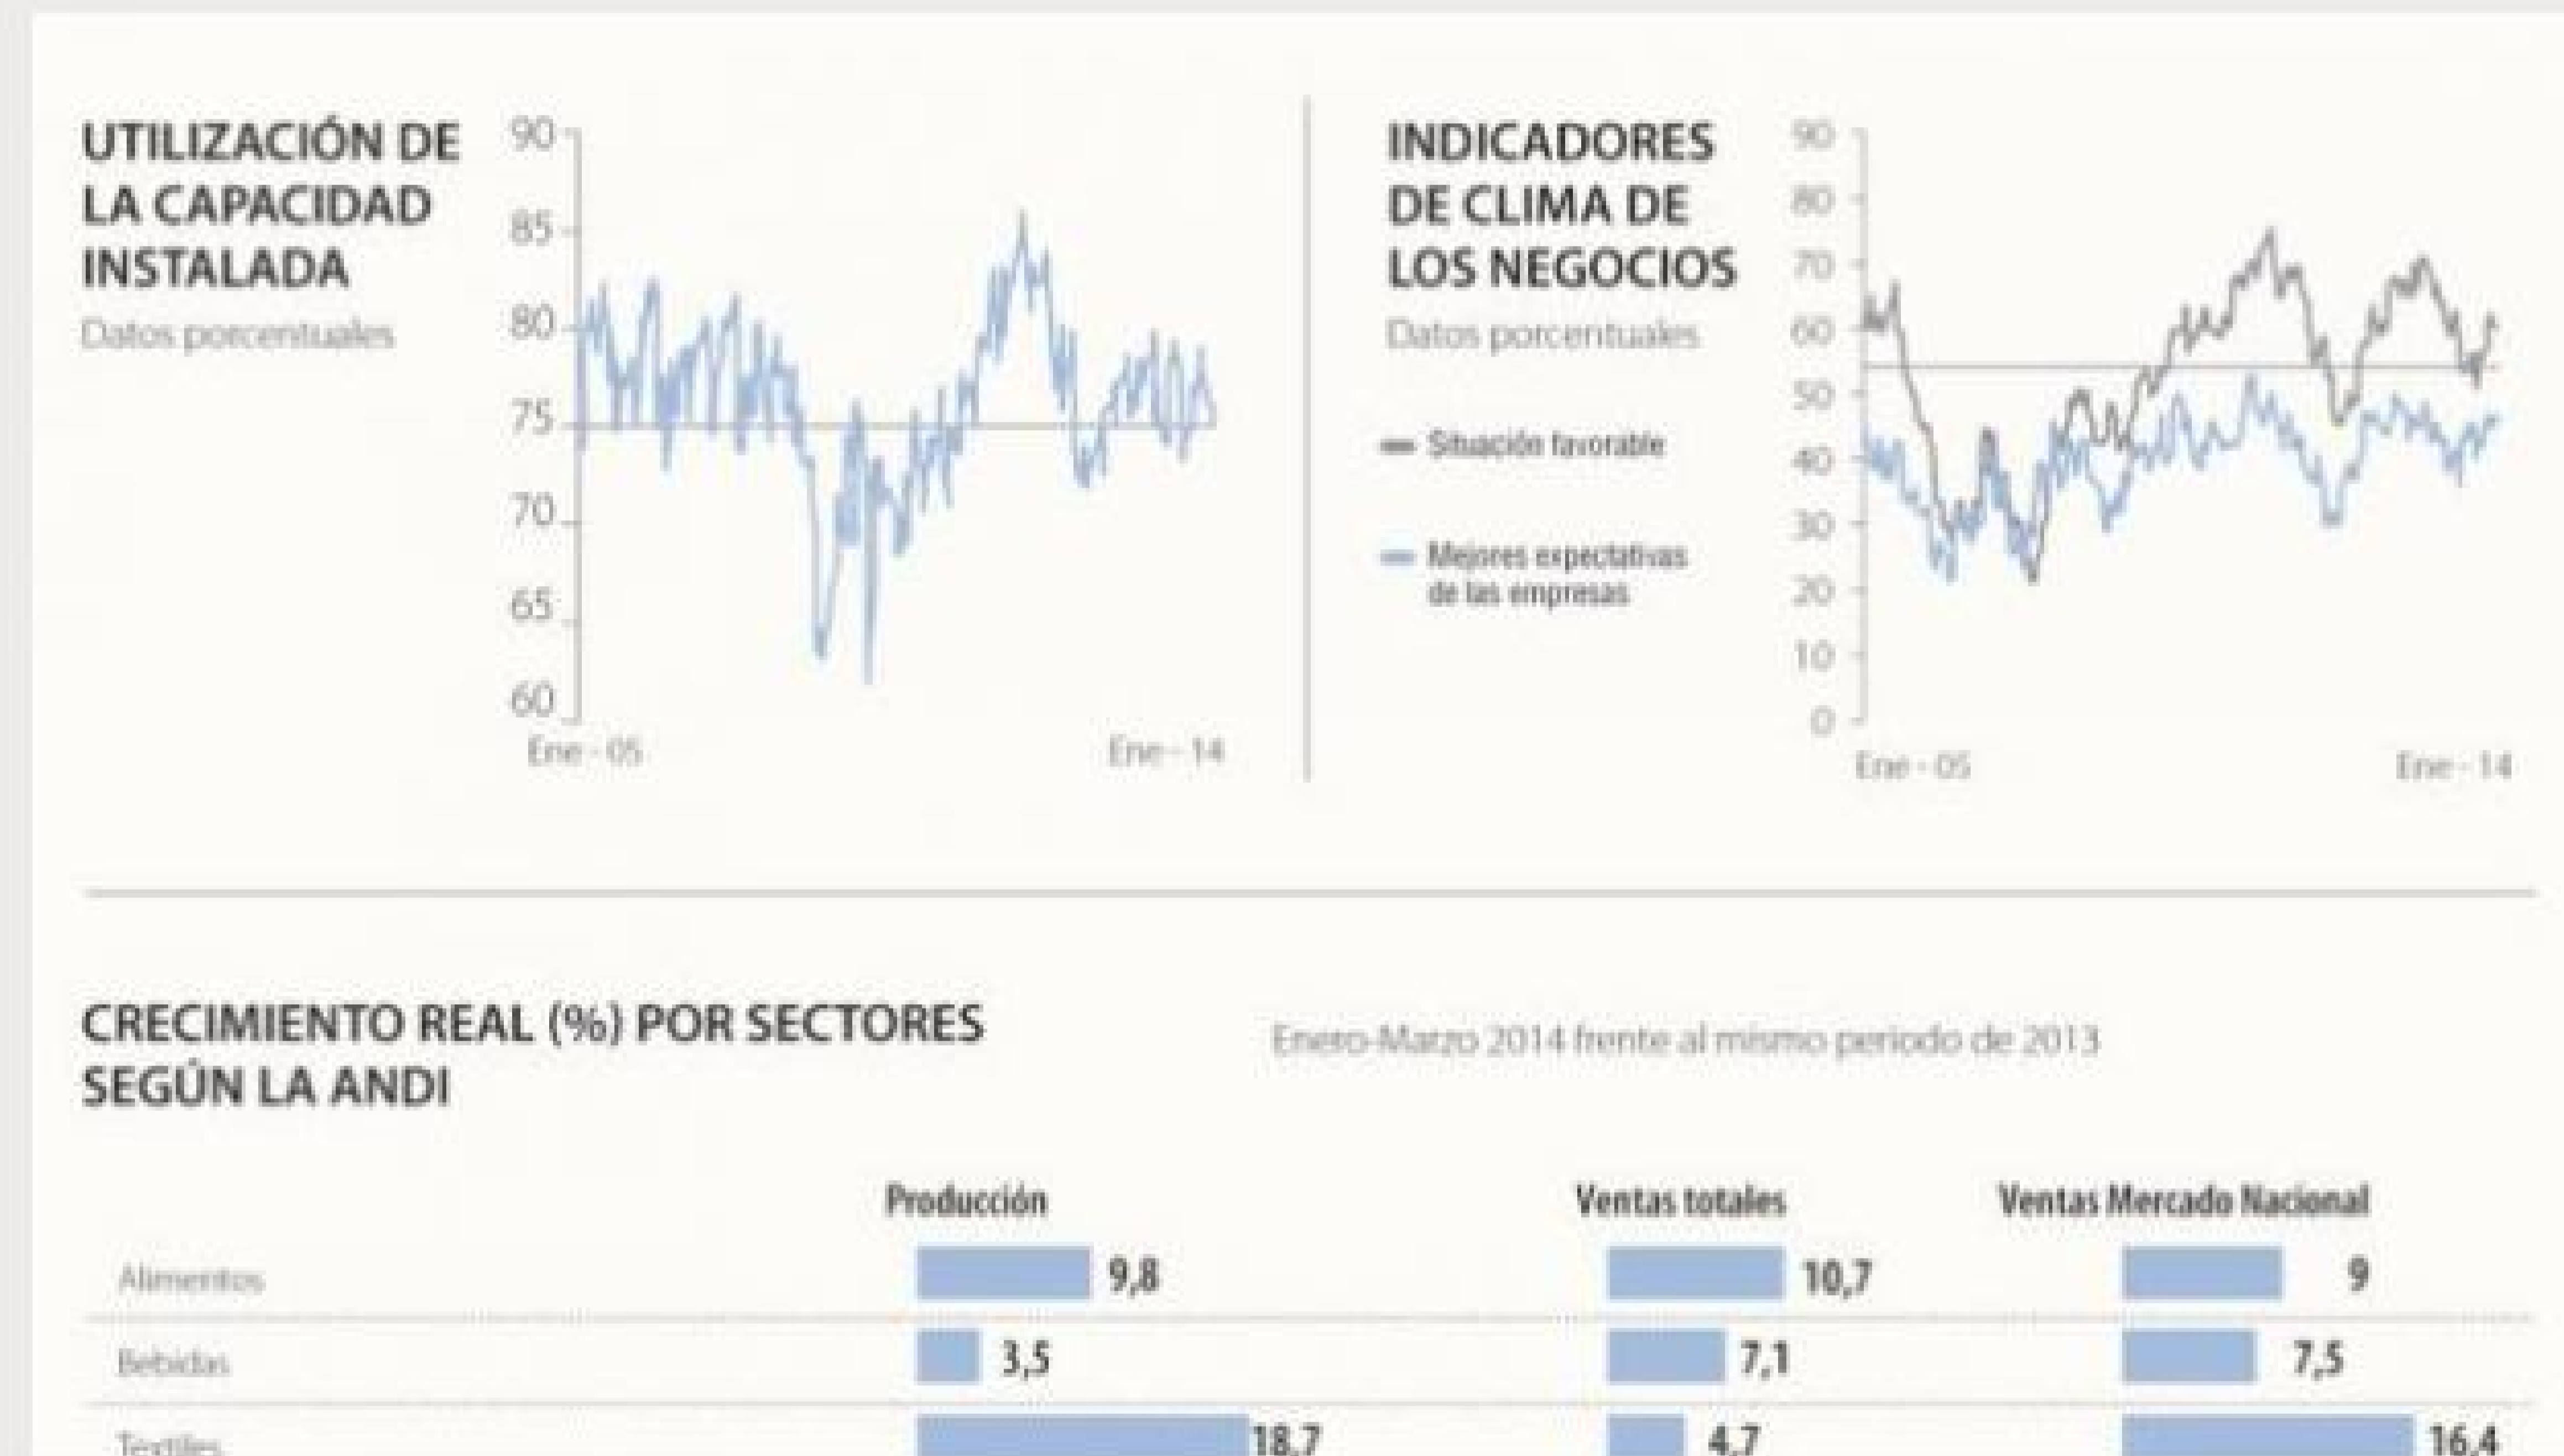 UTILIZACIÓN DE
LA CAPACIDAD
INSTALADA
Datos porcentuales
90
85
80
75
70
65
60
Ene - 05
Ene - 14
INDICADORES
DE CLIMA DE
LOS NEGOCIOS
Datos porcentuales
Situación favorable
Mejores expectativas
de las empresas
90
80
70
60
50
40
30
20
10
0
Ene - 05
Ene - 14
CRECIMIENTO REAL (%) POR SECTORES
SEGÚN LA ANDI
Enero-Marzo 2014 frente al mismo periodo de 2013
Producción
Ventas totales
Ventas Mercado Nacional
Alimentos
9,8
10,7
9
Bebidas
3,5
7,1
7,5
Textiles
18,7
4,7
16,4